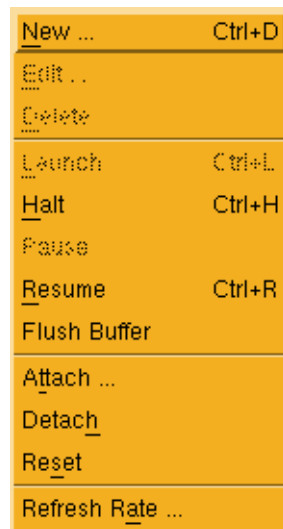 New ... Ctrl+D
Edit . .
Delete
Launch Ctrl+L
Halt Ctrl+H
Pause
Resume Ctrl+R
Flush Buffer
Attach ...
Detach
Reset
Refresh Rate ...